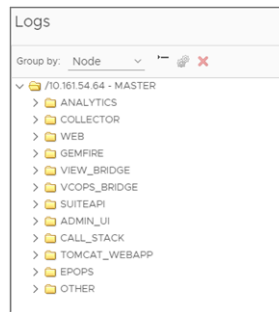 Logs
Group by: Node
/10.161.54.64 - MASTER
ANALYTICS
COLLECTOR
WEB
GEMFIRE
VIEW_BRIDGE
VCOPS_BRIDGE
SUITEAPI
ADMIN_UI
CALL_STACK
TOMCAT_WEBAPP
EPOPS
OTHER